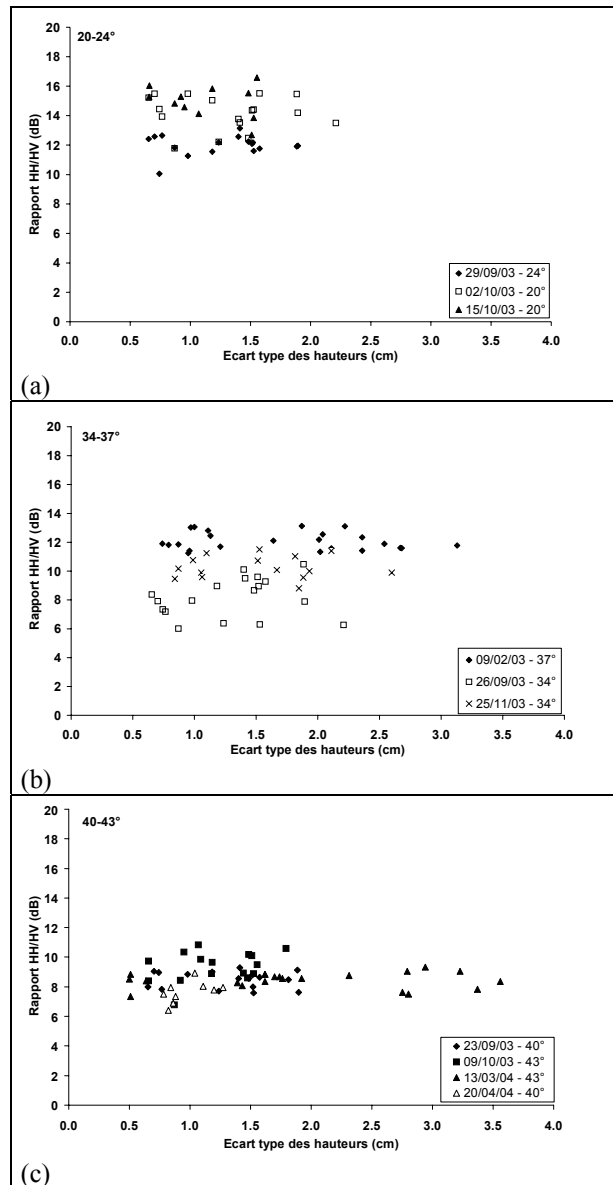 20-24°
Rapport HH/HV (dB)
20
18
16
14
12
10
8
6
4
2
0
0.0 0.5 1.0 1.5 2.0 2.5 3.0 3.5 4.0
Ecart type des hauteurs (cm)
29/09/03 - 24°
02/10/03 - 20°
15/10/03 - 20°
(a)
34-37°
Rapport HH/HV (dB)
20
18
16
14
12
10
8
6
4
2
0
0.0 0.5 1.0 1.5 2.0 2.5 3.0 3.5 4.0
Ecart type des hauteurs (cm)
09/02/03 - 37°
26/09/03 - 34°
25/11/03 - 34°
(b)
40-43°
Rapport HH/HV (dB)
20
18
16
14
12
10
8
6
4
2
0
0.0 0.5 1.0 1.5 2.0 2.5 3.0 3.5 4.0
Ecart type des hauteurs (cm)
23/09/03 - 40°
09/10/03 - 43°
13/03/04 - 43°
20/04/04 - 40°
(c)